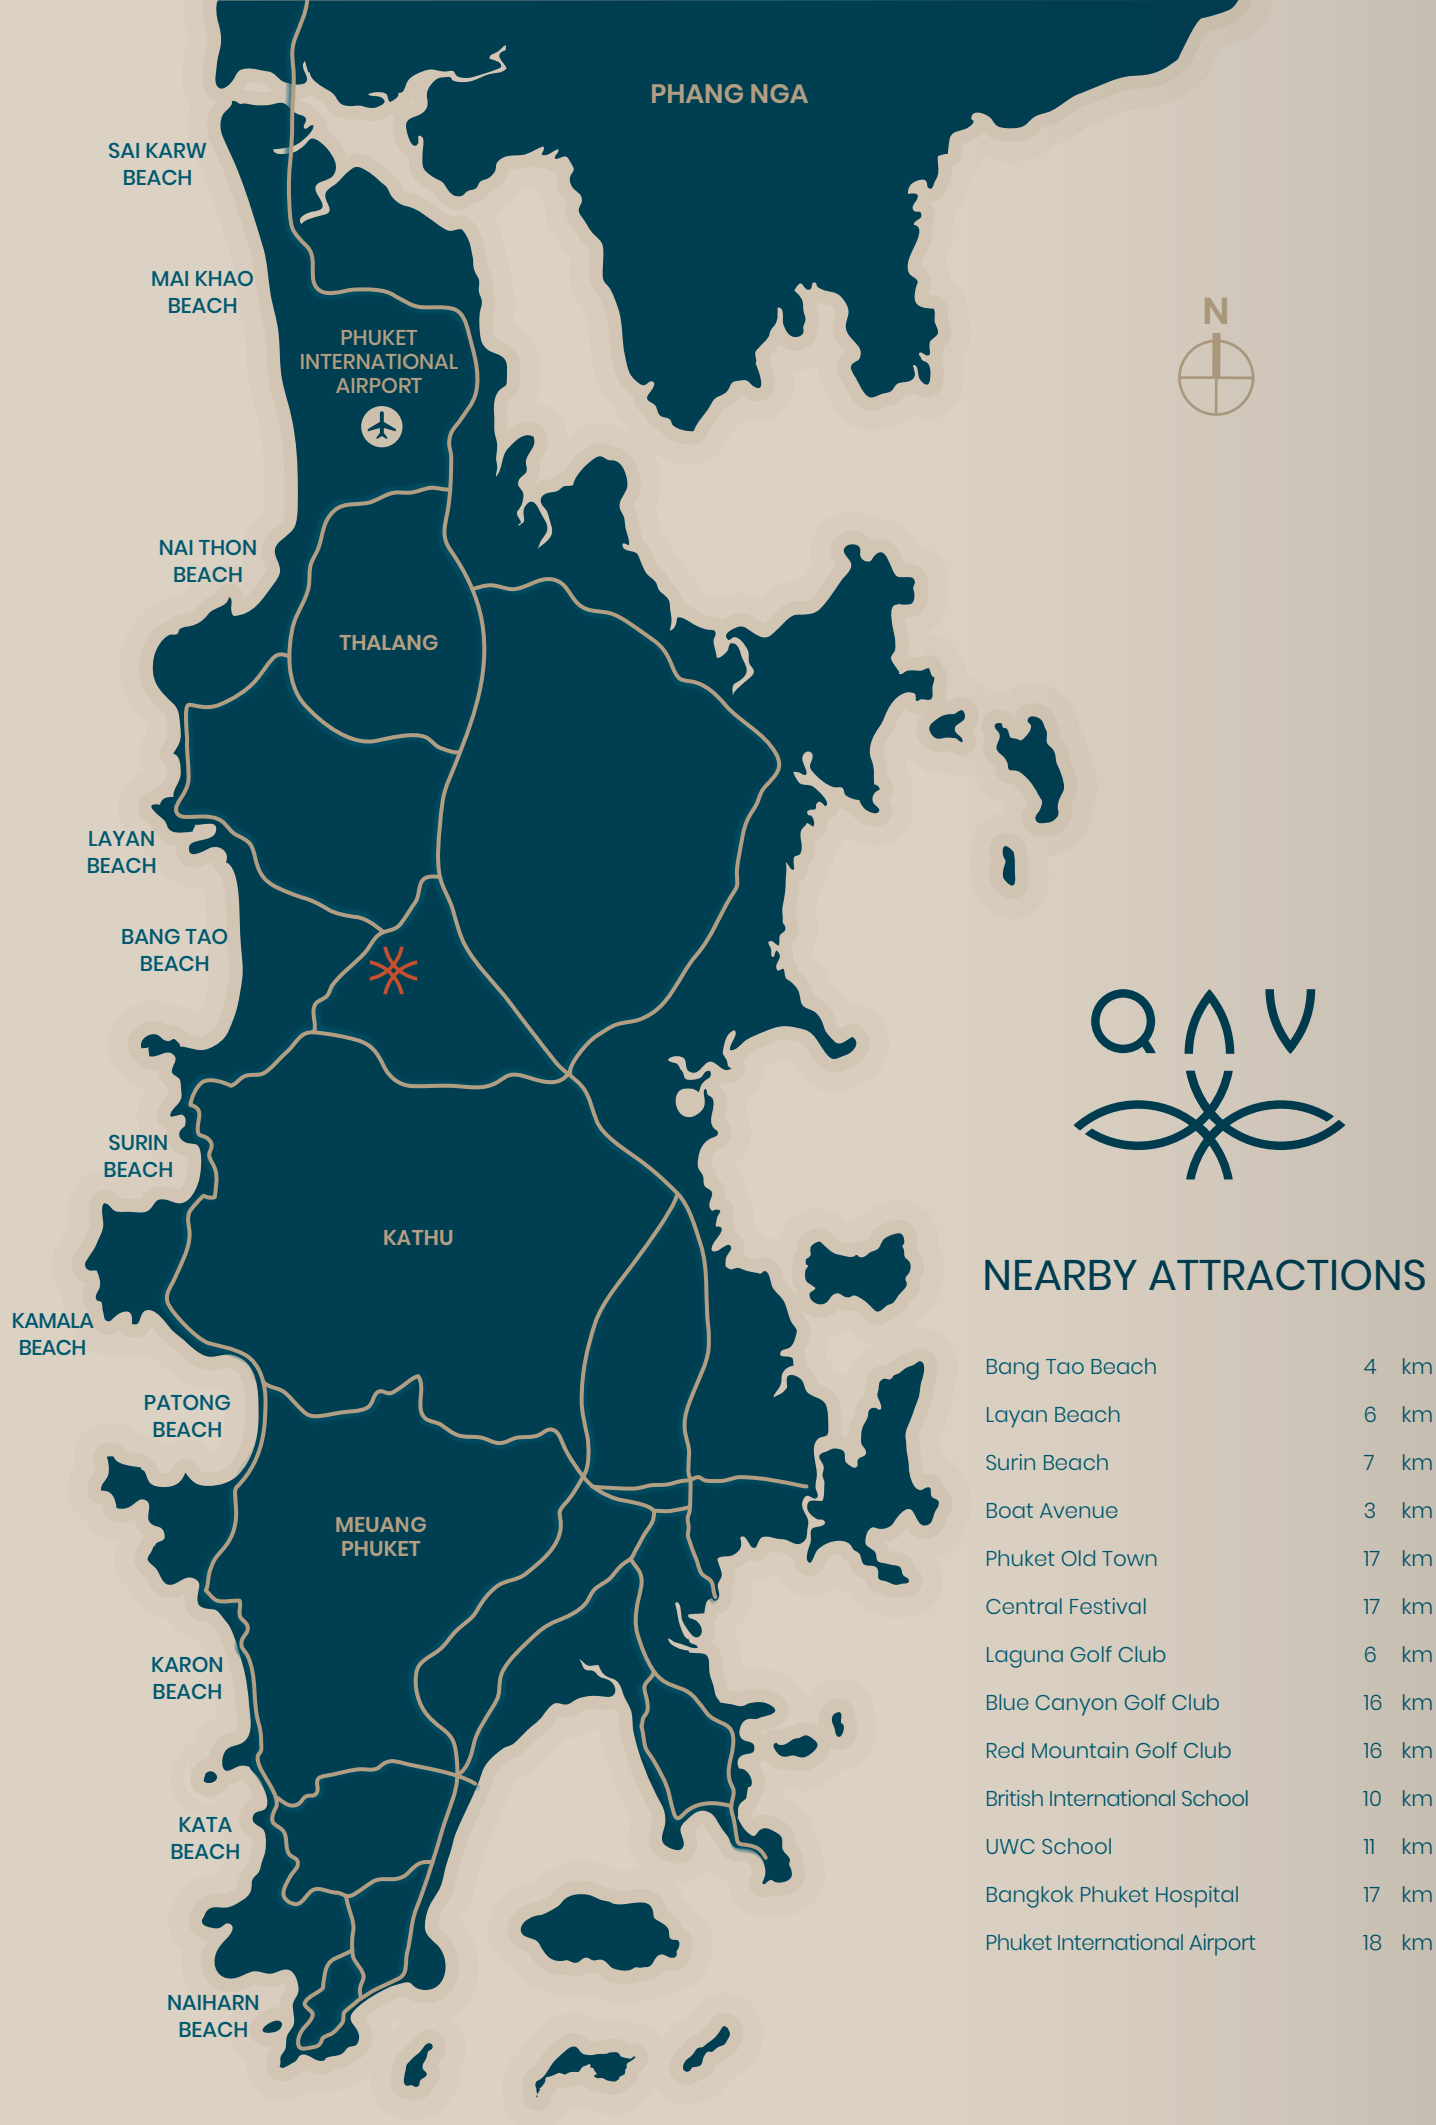 PHANG NGA
SAI KARW
BEACH
MAI KHAO
BEACH
N
PHUKET
INTERNATIONAL
AIRPORT
NAI THON
BEACH
THALANG
LAYAN
BEACH
BANG TAO
BEACH
QAV
SURIN
BEACH
KATHU
KAMALA
BEACH
PATONG
BEACH
MEUANG
PHUKET
KARON
BEACH
KATA
BEACH
NAIHARN
BEACH
NEARBY ATTRACTIONS
Bang Tao Beach 4 km
Layan Beach 6 km
Surin Beach 7 km
Boat Avenue 3 km
Phuket Old Town 17 km
Central Festival 17 km
Laguna Golf Club 6 km
Blue Canyon Golf Club 16 km
Red Mountain Golf Club 16 km
British International School 10 km
UWC School 11 km
Bangkok Phuket Hospital 17 km
Phuket International Airport 18 km